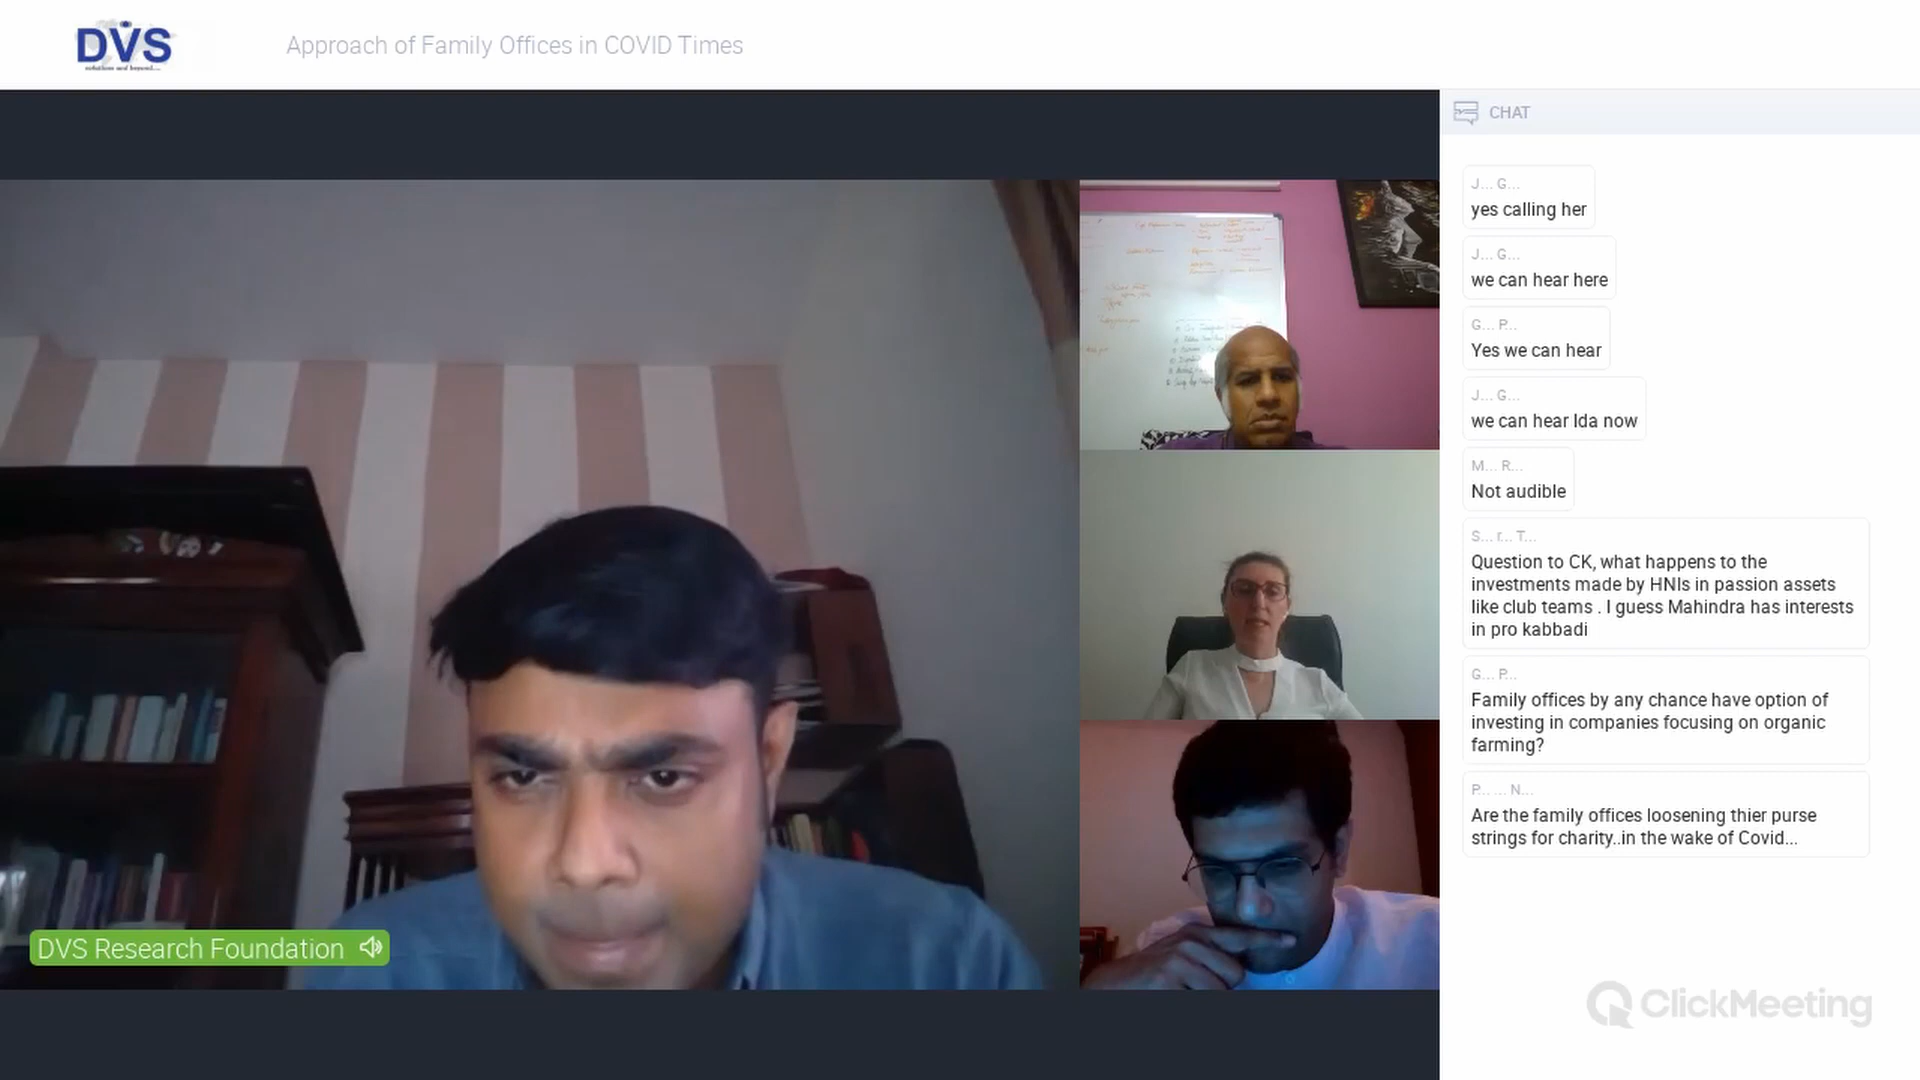 DVS
solutions and beyond....
Approach of Family Offices in COVID Times
CHAT
J... G...
yes calling her
J... G...
we can hear here
G... P...
Yes we can hear
J... G...
we can hear Ida now
M... R...
Not audible
S... r... T...
Question to CK, what happens to the
investments made by HNIs in passion assets
like club teams . I guess Mahindra has interests
in pro kabbadi
G... P...
Family offices by any chance have option of
investing in companies focusing on organic
farming?
P... ... N...
Are the family offices loosening thier purse
strings for charity..in the wake of Covid...
DVS Research Foundation
ClickMeeting